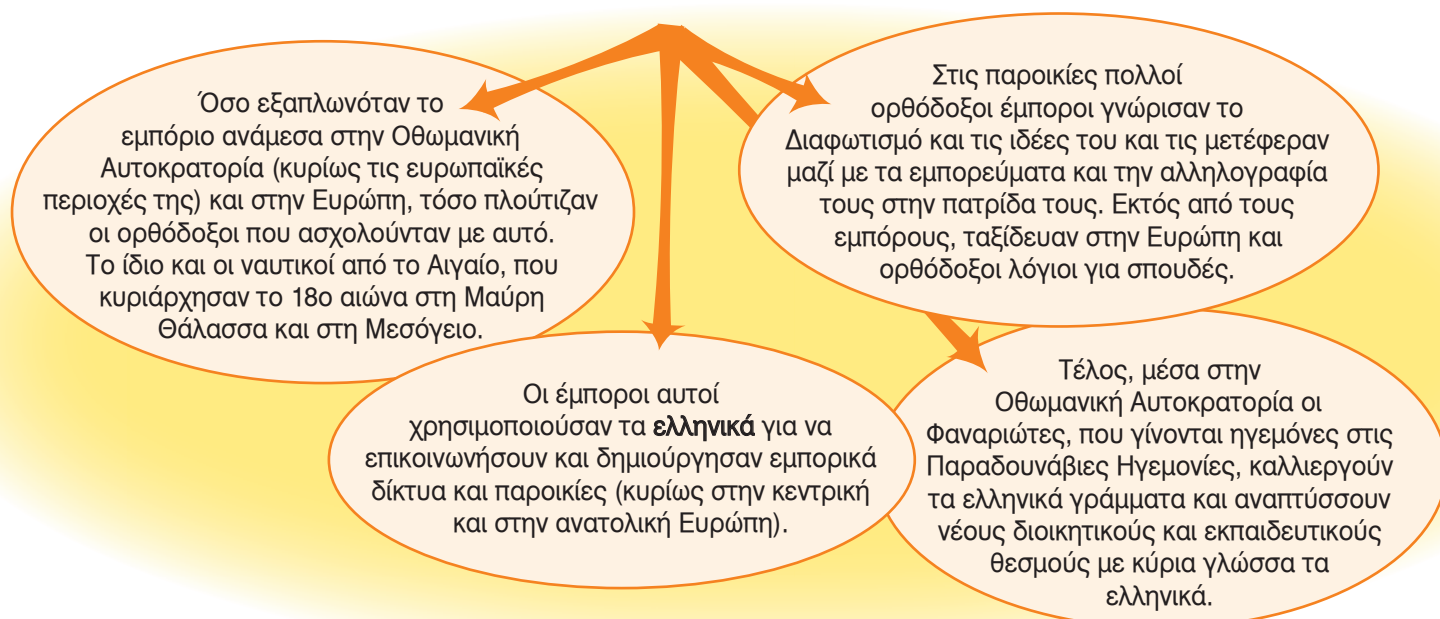 Όσο εξαπλωνόταν το
εμπόριο ανάμεσα στην Οθωμανική
Αυτοκρατορία (κυρίως τις ευρωπαϊκές
περιοχές της) και στην Ευρώπη, τόσο πλούτιζαν
οι ορθόδοξοι που ασχολούνταν με αυτό.
Το ίδιο και οι ναυτικοί από το Αιγαίο, που
κυριάρχησαν το 18ο αιώνα στη Μαύρη
Θάλασσα και στη Μεσόγειο.
Οι έμποροι αυτοί
χρησιμοποιούσαν τα ελληνικά για να
επικοινωνήσουν και δημιούργησαν εμπορικά
δίκτυα και παροικίες (κυρίως στην κεντρική
και στην ανατολική Ευρώπη).
Στις παροικίες πολλοί
ορθόδοξοι έμποροι γνώρισαν το
Διαφωτισμό και τις ιδέες του και τις μετέφεραν
μαζί με τα εμπορεύματα και την αλληλογραφία
τους στην πατρίδα τους. Εκτός από τους
εμπόρους, ταξίδευαν στην Ευρώπη και
ορθόδοξοι λόγιοι για σπουδές.
Τέλος, μέσα στην
Οθωμανική Αυτοκρατορία οι
Φαναριώτες, που γίνονται ηγεμόνες στις
Παραδουνάβιες Ηγεμονίες, καλλιεργούν
τα ελληνικά γράμματα και αναπτύσσουν
νέους διοικητικούς και εκπαιδευτικούς
θεσμούς με κύρια γλώσσα τα
ελληνικά.